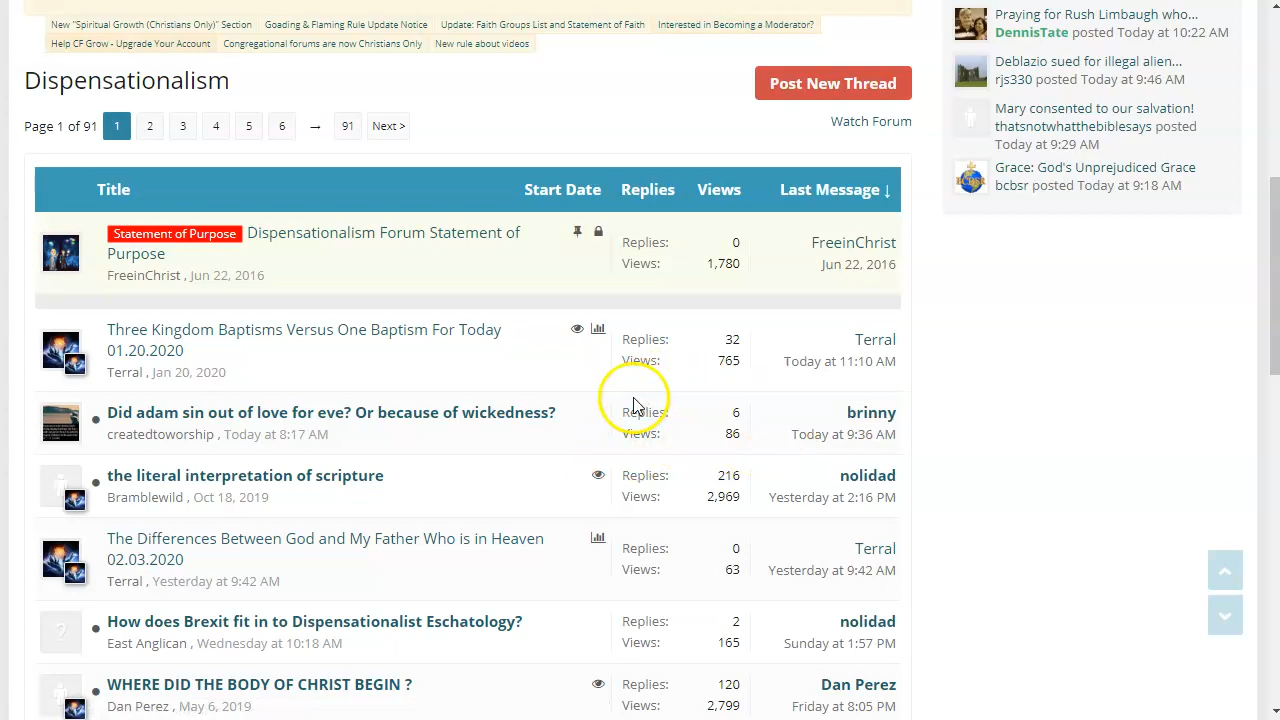 New "Spiritual Growth (Christians Only)" Section Goading & Flaming Rule Update Notice Update: Faith Groups List and Statement of Faith Interested in Becoming a Moderator?
Help CF Grow - Upgrade Your Account Congregational forums are now Christians Only New rule about videos
Dispensationalism
Post New Thread
Page 1 of 91 1 2 3 4 5 6 → 91 Next >
Watch Forum
Title Start Date Replies Views Last Message ↓
Statement of Purpose Dispensationalism Forum Statement of
Purpose
FreeinChrist , Jun 22, 2016
Replies: 0
Views: 1,780
FreeinChrist
Jun 22, 2016
Three Kingdom Baptisms Versus One Baptism For Today
01.20.2020
Terral , Jan 20, 2020
Replies: 32
Views: 765
Terral
Today at 11:10 AM
Did adam sin out of love for eve? Or because of wickedness?
createdtoworship , Today at 8:17 AM
Replies: 6
Views: 86
brinny
Today at 9:36 AM
the literal interpretation of scripture
Bramblewild , Oct 18, 2019
Replies: 216
Views: 2,969
nolidad
Yesterday at 2:16 PM
The Differences Between God and My Father Who is in Heaven
02.03.2020
Terral , Yesterday at 9:42 AM
Replies: 0
Views: 63
Terral
Yesterday at 9:42 AM
How does Brexit fit in to Dispensationalist Eschatology?
East Anglican , Wednesday at 10:18 AM
Replies: 2
Views: 165
nolidad
Sunday at 1:57 PM
WHERE DID THE BODY OF CHRIST BEGIN ?
Dan Perez , May 6, 2019
Replies: 120
Views: 2,799
Dan Perez
Friday at 8:05 PM
Praying for Rush Limbaugh who...
DennisTate posted Today at 10:22 AM
Deblazio sued for illegal alien...
rjs330 posted Today at 9:46 AM
Mary consented to our salvation!
thatsnotwhatthebiblesays posted
Today at 9:29 AM
Grace: God's Unprejudiced Grace
bcbsr posted Today at 9:18 AM
BCBSR